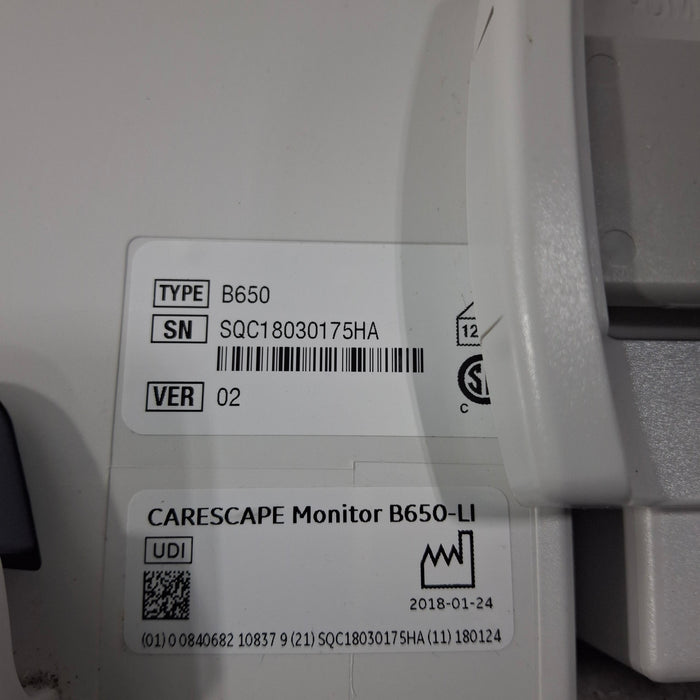 TYPE B650
SN SQC18030175HA
12
VER 02
C
CARESCAPE Monitor B650-LI
UDI
2018-01-24
(01) 0 0840682 10837 9 (21) SQC18030175HA (11) 180124